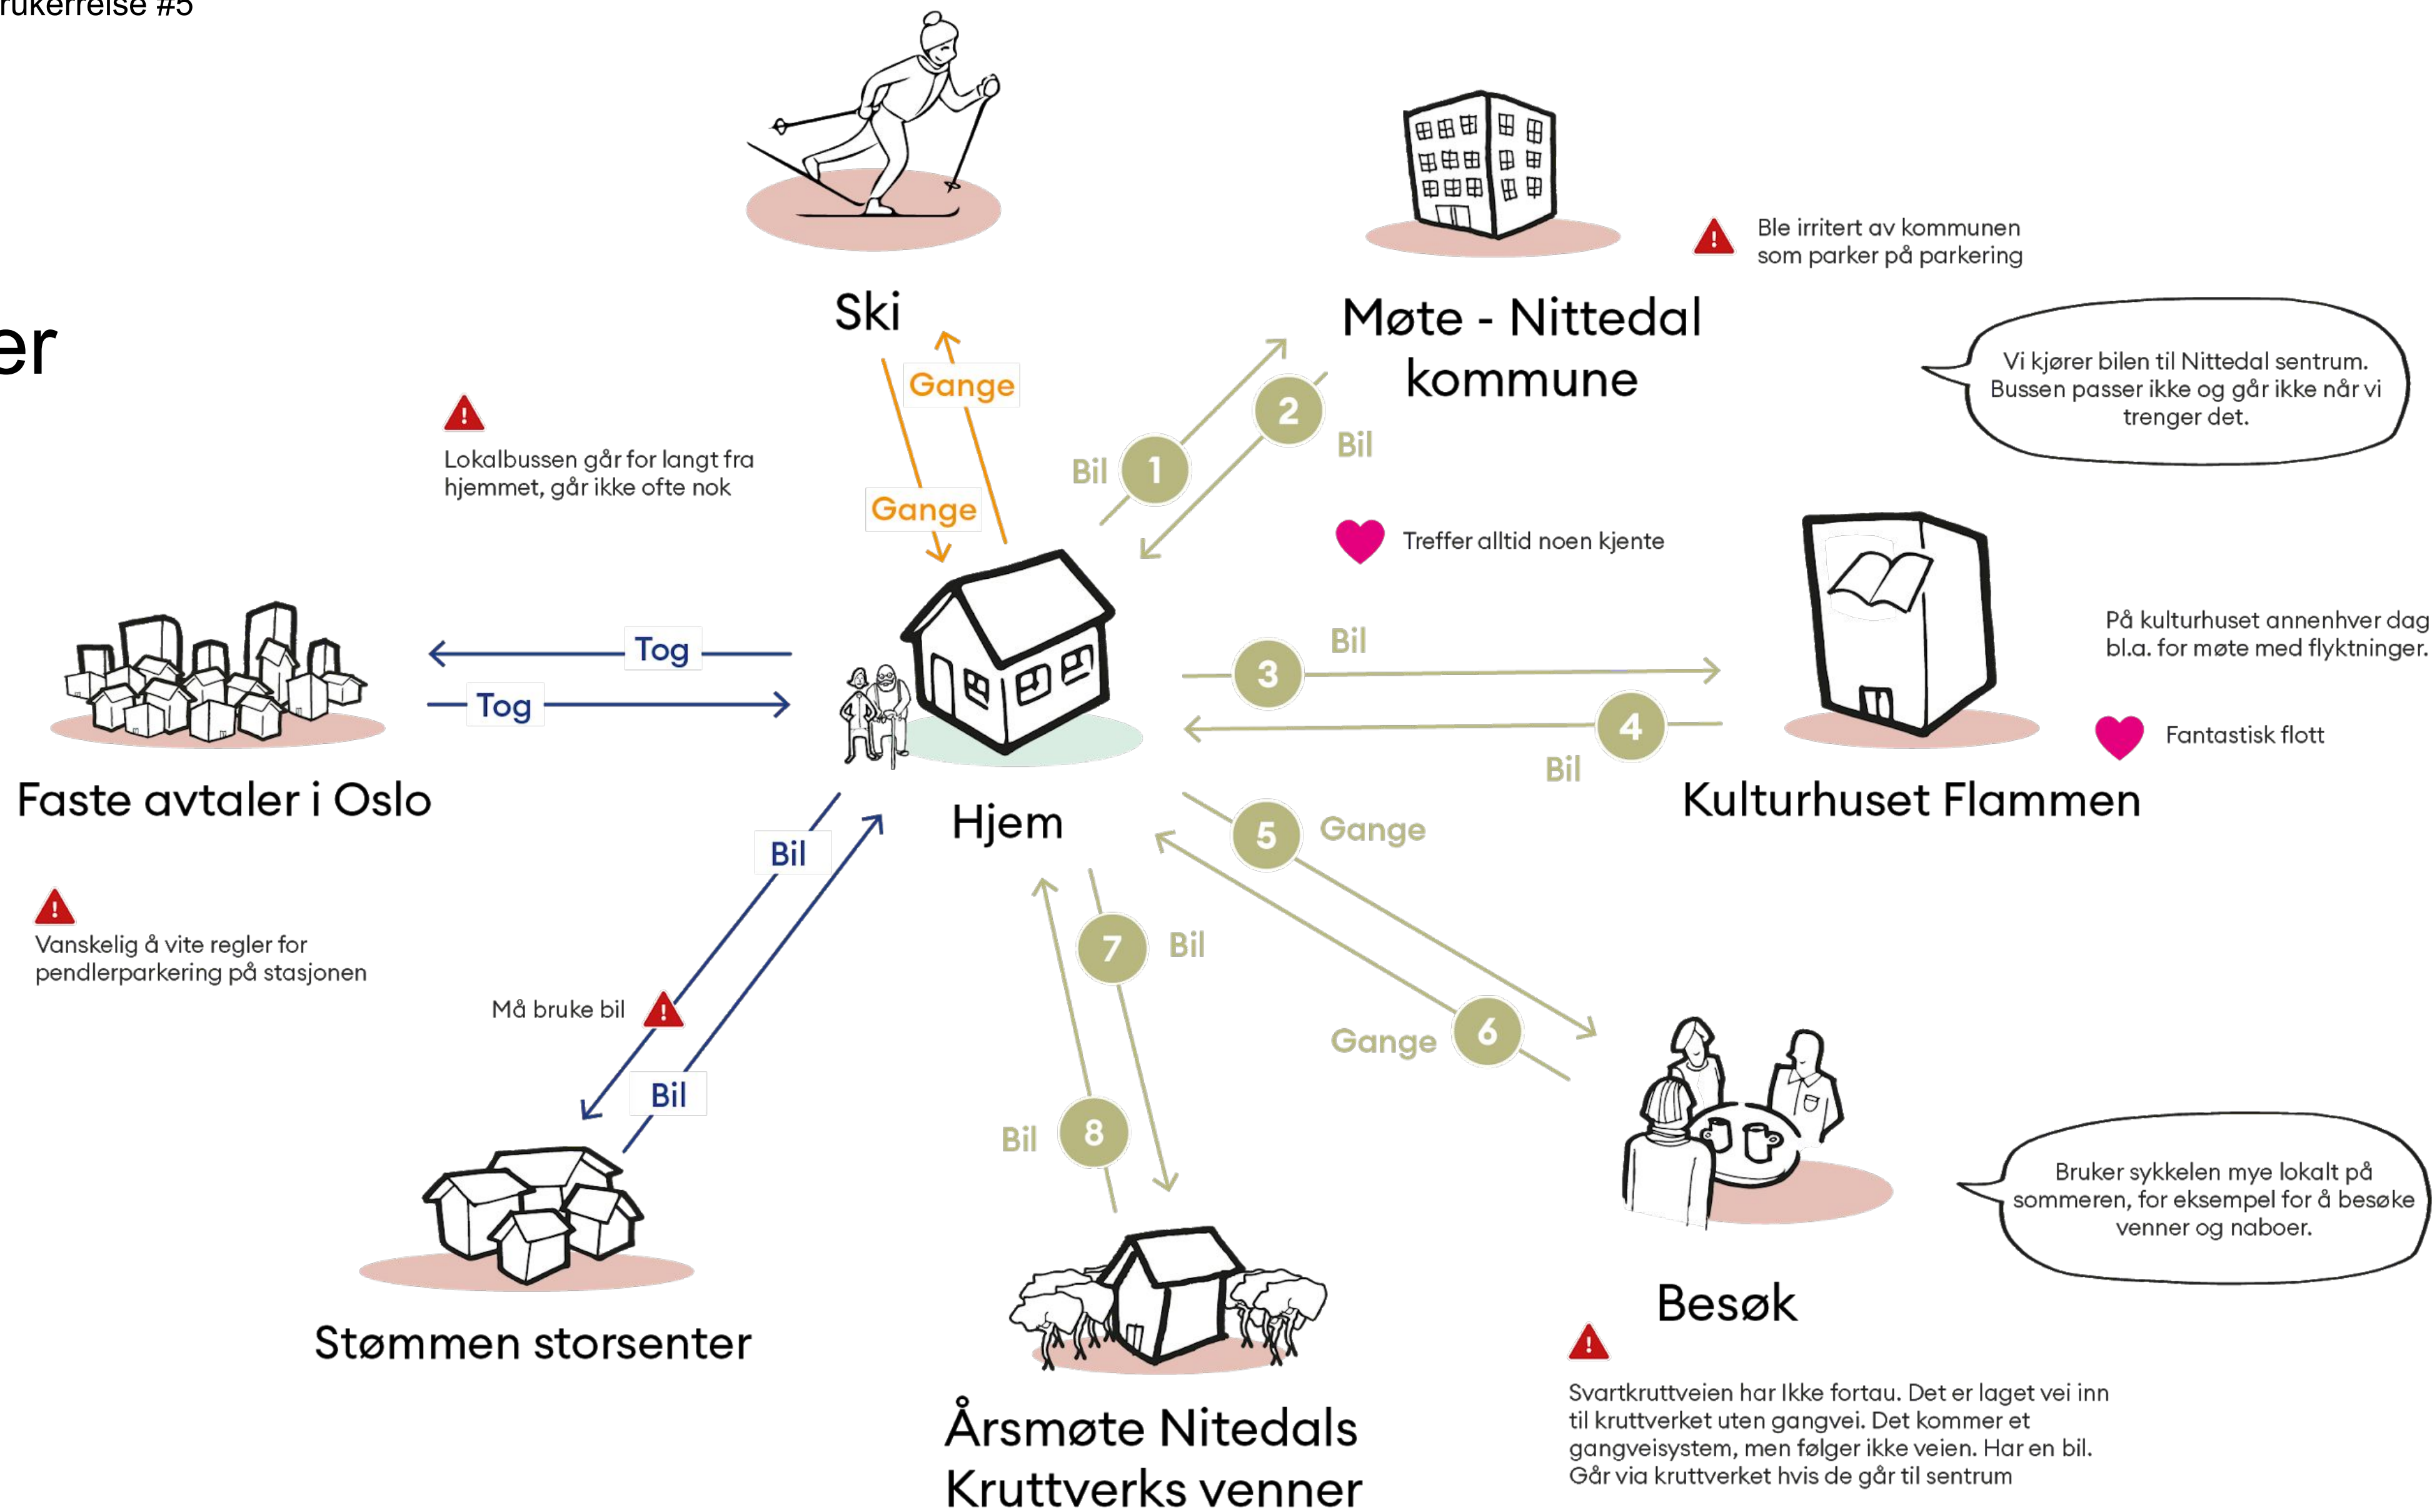 rukerreise #5
er
Ski
Gange
Gange
Møte - Nittedal
kommune
Ble irritert av kommunen
som parker på parkering
Vi kjører bilen til Nittedal sentrum.
Bussen passer ikke og går ikke når vi
trenger det.
Lokalbussen går for langt fra
hjemmet, går ikke ofte nok
Bil
1
2
Bil
Treffer alltid noen kjente
Tog
Tog
Faste avtaler i Oslo
Hjem
Bil
3
4
Bil
Kulturhuset Flammen
På kulturhuset annenhver dag
bl.a. for møte med flyktninger.
Fantastisk flott
Vanskelig å vite regler for
pendlerparkering på stasjonen
Bil
Må bruke bil
Bil
Stømmen storsenter
5
Gange
Gange
6
7
Bil
Bil
8
Årsmøte Nitedals
Kruttverks venner
Bruker sykkelen mye lokalt på
sommeren, for eksempel for å besøke
venner og naboer.
Besøk
Svartkruttveien har Ikke fortau. Det er laget vei inn
til kruttverket uten gangvei. Det kommer et
gangveisystem, men følger ikke veien. Har en bil.
Går via kruttverket hvis de går til sentrum